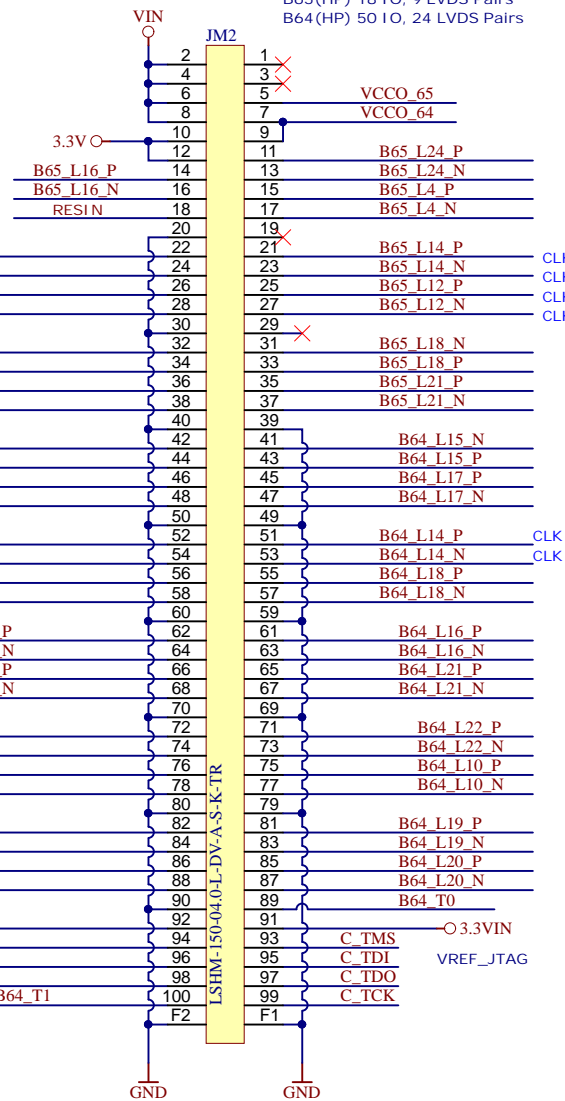 B64(HP) 50 IO, 24 LVDS Pairs
VIN
JM2
2 1
4 3
6 5 VCCO_65
8 7 VCCO_64
10 9
3.3V
12 11 B65_L24_P
B65_L16_P 14 13 B65_L24_N
B65_L16_N 16 15 B65_L4_P
RESIN 18 17 B65_L4_N
20 19
22 21 B65_L14_P
24 23 B65_L14_N
26 25 B65_L12_P
28 27 B65_L12_N
30 29
32 31 B65_L18_N
34 33 B65_L18_P
36 35 B65_L21_P
38 37 B65_L21_N
40 39
42 41 B64_L15_N
44 43 B64_L15_P
46 45 B64_L17_P
48 47 B64_L17_N
50 49
52 51 B64_L14_P CLK
54 53 B64_L14_N CLK
56 55 B64_L18_P
58 57 B64_L18_N
60 59
P 62 61 B64_L16_P
N 64 63 B64_L16_N
P 66 65 B64_L21_P
N 68 67 B64_L21_N
70 69
72 71 B64_L22_P
74 73 B64_L22_N
76 75 B64_L10_P
78 77 B64_L10_N
80 79
82 81 B64_L19_P
84 83 B64_L19_N
86 85 B64_L20_P
88 87 B64_L20_N
90 89 B64_T0
92 91 3.3VIN
94 93 C_TMS
96 95 C_TDI VREF_JTAG
98 97 C_TDO
B64_T1 100 99 C_TCK
F2 F1
LSHM-150-04.0-L-DV-A-S-K-TR
GND GND